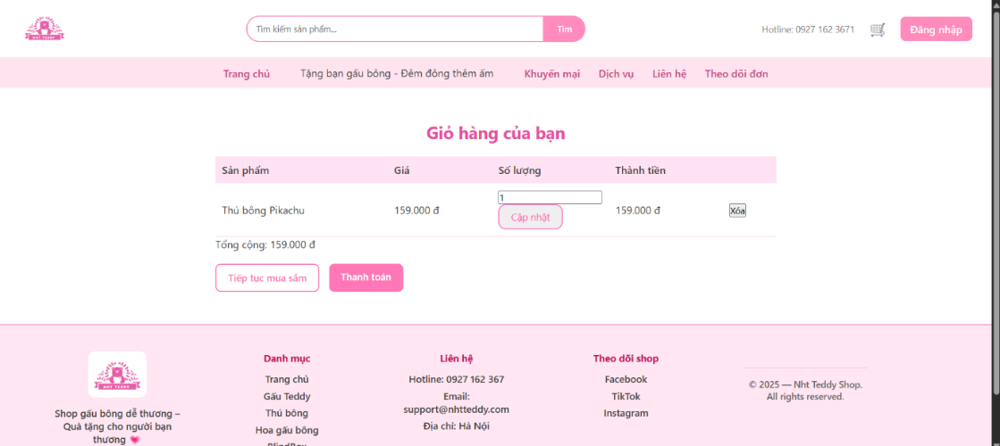 NHT TEDDY
Tìm kiếm sản phẩm...
Tìm
Hotline: 0927 162 3671
Đăng nhập
Trang chủ
Tặng bạn gấu bông - Đêm đông thêm ấm
Khuyến mại
Dịch vụ
Liên hệ
Theo dõi đơn
Giỏ hàng của bạn
Sản phẩm Giá Số lượng Thành tiền
Thú bông Pikachu 159.000 đ 1 159.000 đ Xóa
Cập nhật
Tổng cộng: 159.000 đ
Tiếp tục mua sắm
Thanh toán
NHT TEDDY
Shop gấu bông dễ thương –
Quà tặng cho người bạn
thương 💗
Danh mục
Trang chủ
Gấu Teddy
Thú bông
Hoa gấu bông
BlindBox
Liên hệ
Hotline: 0927 162 367
Email:
support@nhtteddy.com
Địa chỉ: Hà Nội
Theo dõi shop
Facebook
TikTok
Instagram
© 2025 — Nht Teddy Shop.
All rights reserved.